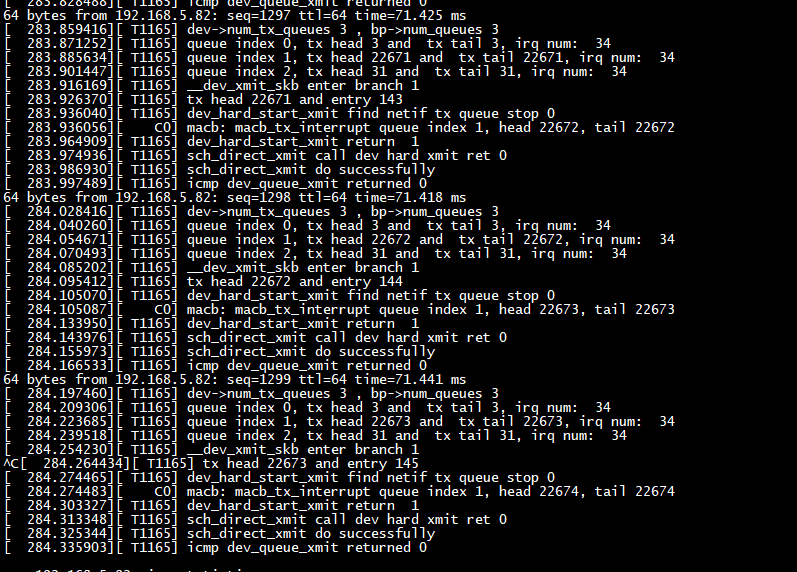 [  283.828488][ T1165] icmp dev_queue_xmit returned 0
64 bytes from 192.168.5.82: seq=1297 ttl=64 time=71.425 ms
[  283.859416][ T1165] dev->num_tx_queues 3 , bp->num_queues 3
[  283.871252][ T1165] queue index 0, tx head 3 and  tx tail 3, irq num:  34
[  283.885634][ T1165] queue index 1, tx head 22671 and  tx tail 22671, irq num:  34
[  283.901447][ T1165] queue index 2, tx head 31 and  tx tail 31, irq num:  34
[  283.916169][ T1165] __dev_xmit_skb enter branch 1
[  283.926370][ T1165] tx head 22671 and entry 143
[  283.936040][ T1165] dev_hard_start_xmit find netif tx queue stop 0
[  283.936056][    C0] macb: macb_tx_interrupt queue index 1, head 22672, tail 22672
[  283.964909][ T1165] dev_hard_start_xmit return  1
[  283.974936][ T1165] sch_direct_xmit call dev hard xmit ret 0
[  283.986930][ T1165] sch_direct_xmit do successfully
[  283.997489][ T1165] icmp dev_queue_xmit returned 0
64 bytes from 192.168.5.82: seq=1298 ttl=64 time=71.418 ms
[  284.028416][ T1165] dev->num_tx_queues 3 , bp->num_queues 3
[  284.040260][ T1165] queue index 0, tx head 3 and  tx tail 3, irq num:  34
[  284.054671][ T1165] queue index 1, tx head 22672 and  tx tail 22672, irq num:  34
[  284.070493][ T1165] queue index 2, tx head 31 and  tx tail 31, irq num:  34
[  284.085202][ T1165] __dev_xmit_skb enter branch 1
[  284.095412][ T1165] tx head 22672 and entry 144
[  284.105070][ T1165] dev_hard_start_xmit find netif tx queue stop 0
[  284.105087][    C0] macb: macb_tx_interrupt queue index 1, head 22673, tail 22673
[  284.133950][ T1165] dev_hard_start_xmit return  1
[  284.143976][ T1165] sch_direct_xmit call dev hard xmit ret 0
[  284.155973][ T1165] sch_direct_xmit do successfully
[  284.166533][ T1165] icmp dev_queue_xmit returned 0
64 bytes from 192.168.5.82: seq=1299 ttl=64 time=71.441 ms
[  284.197460][ T1165] dev->num_tx_queues 3 , bp->num_queues 3
[  284.209306][ T1165] queue index 0, tx head 3 and  tx tail 3, irq num:  34
[  284.223685][ T1165] queue index 1, tx head 22673 and  tx tail 22673, irq num:  34
[  284.239518][ T1165] queue index 2, tx head 31 and  tx tail 31, irq num:  34
[  284.254230][ T1165] __dev_xmit_skb enter branch 1
^C[  284.264434][ T1165] tx head 22673 and entry 145
[  284.274465][ T1165] dev_hard_start_xmit find netif tx queue stop 0
[  284.274483][    C0] macb: macb_tx_interrupt queue index 1, head 22674, tail 22674
[  284.303327][ T1165] dev_hard_start_xmit return  1
[  284.313348][ T1165] sch_direct_xmit call dev hard xmit ret 0
[  284.325344][ T1165] sch_direct_xmit do successfully
[  284.335903][ T1165] icmp dev_queue_xmit returned 0